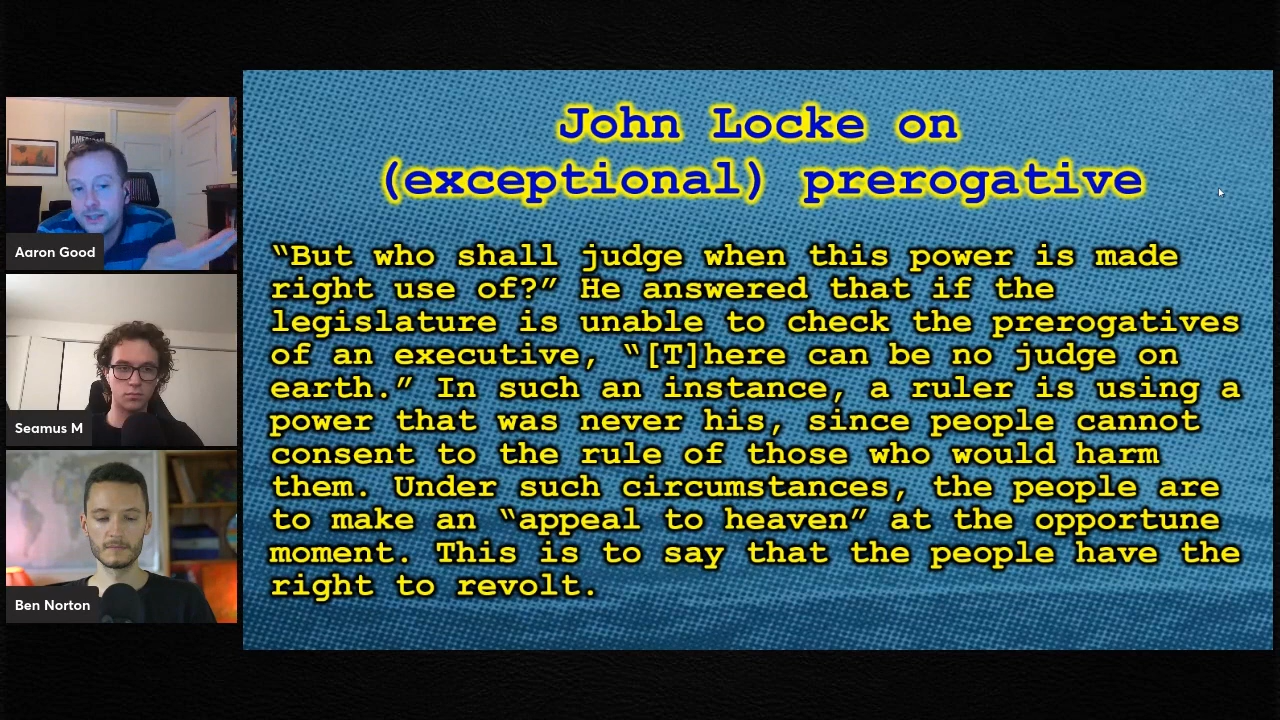 John Locke on
(exceptional) prerogative
“But who shall judge when this power is made
right use of?” He answered that if the
legislature is unable to check the prerogatives
of an executive, “[T]here can be no judge on
earth.” In such an instance, a ruler is using a
power that was never his, since people cannot
consent to the rule of those who would harm
them. Under such circumstances, the people are
to make an “appeal to heaven” at the opportune
moment. This is to say that the people have the
right to revolt.
Aaron Good
Seamus M
Ben Norton